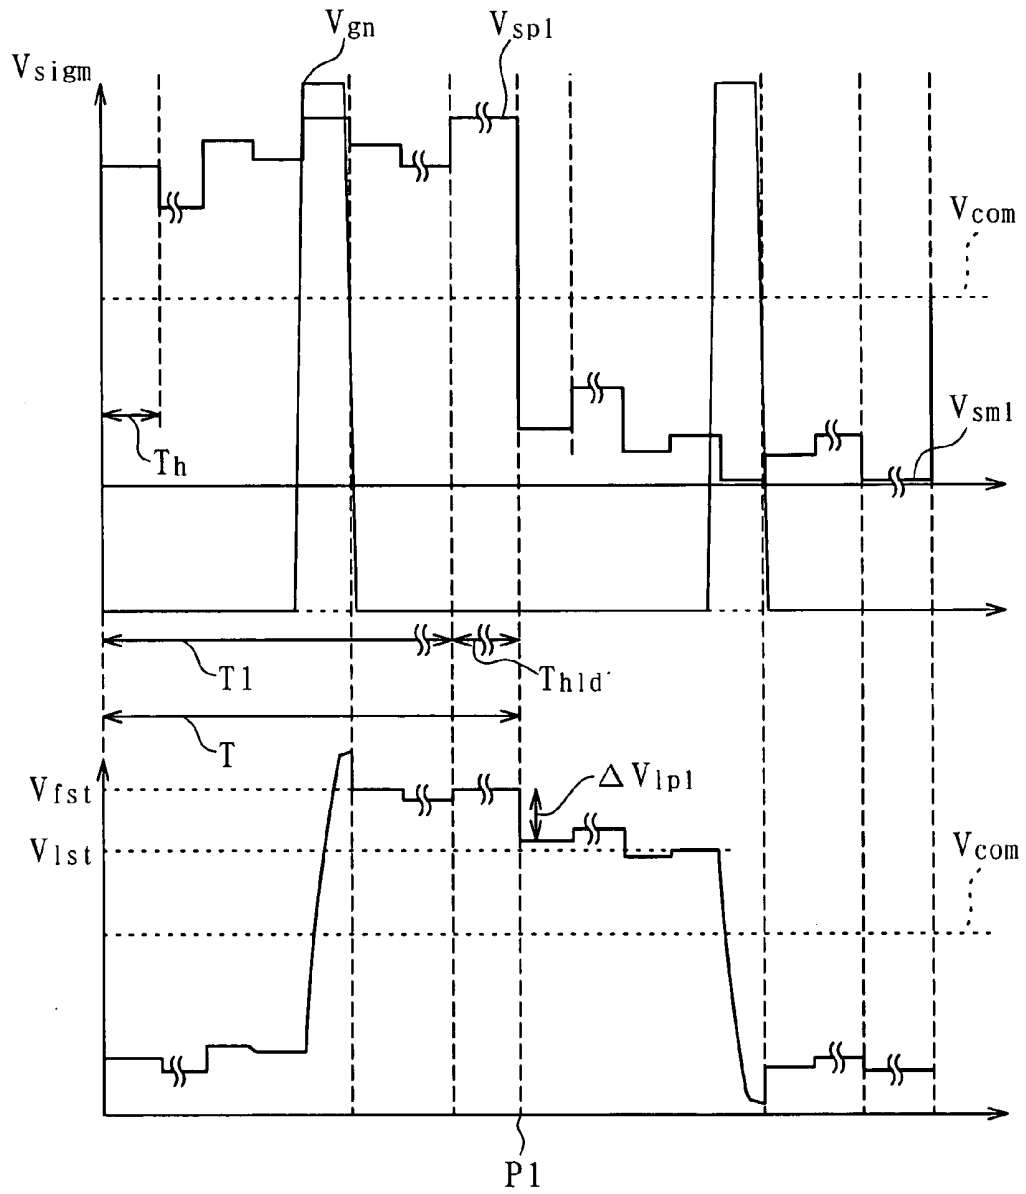 Vgn
Vsp1
Vsigm
Vcom
Th
Vsm1
T1
Thld
T
Vfst
ΔVlp1
Vlst
Vcom
P1